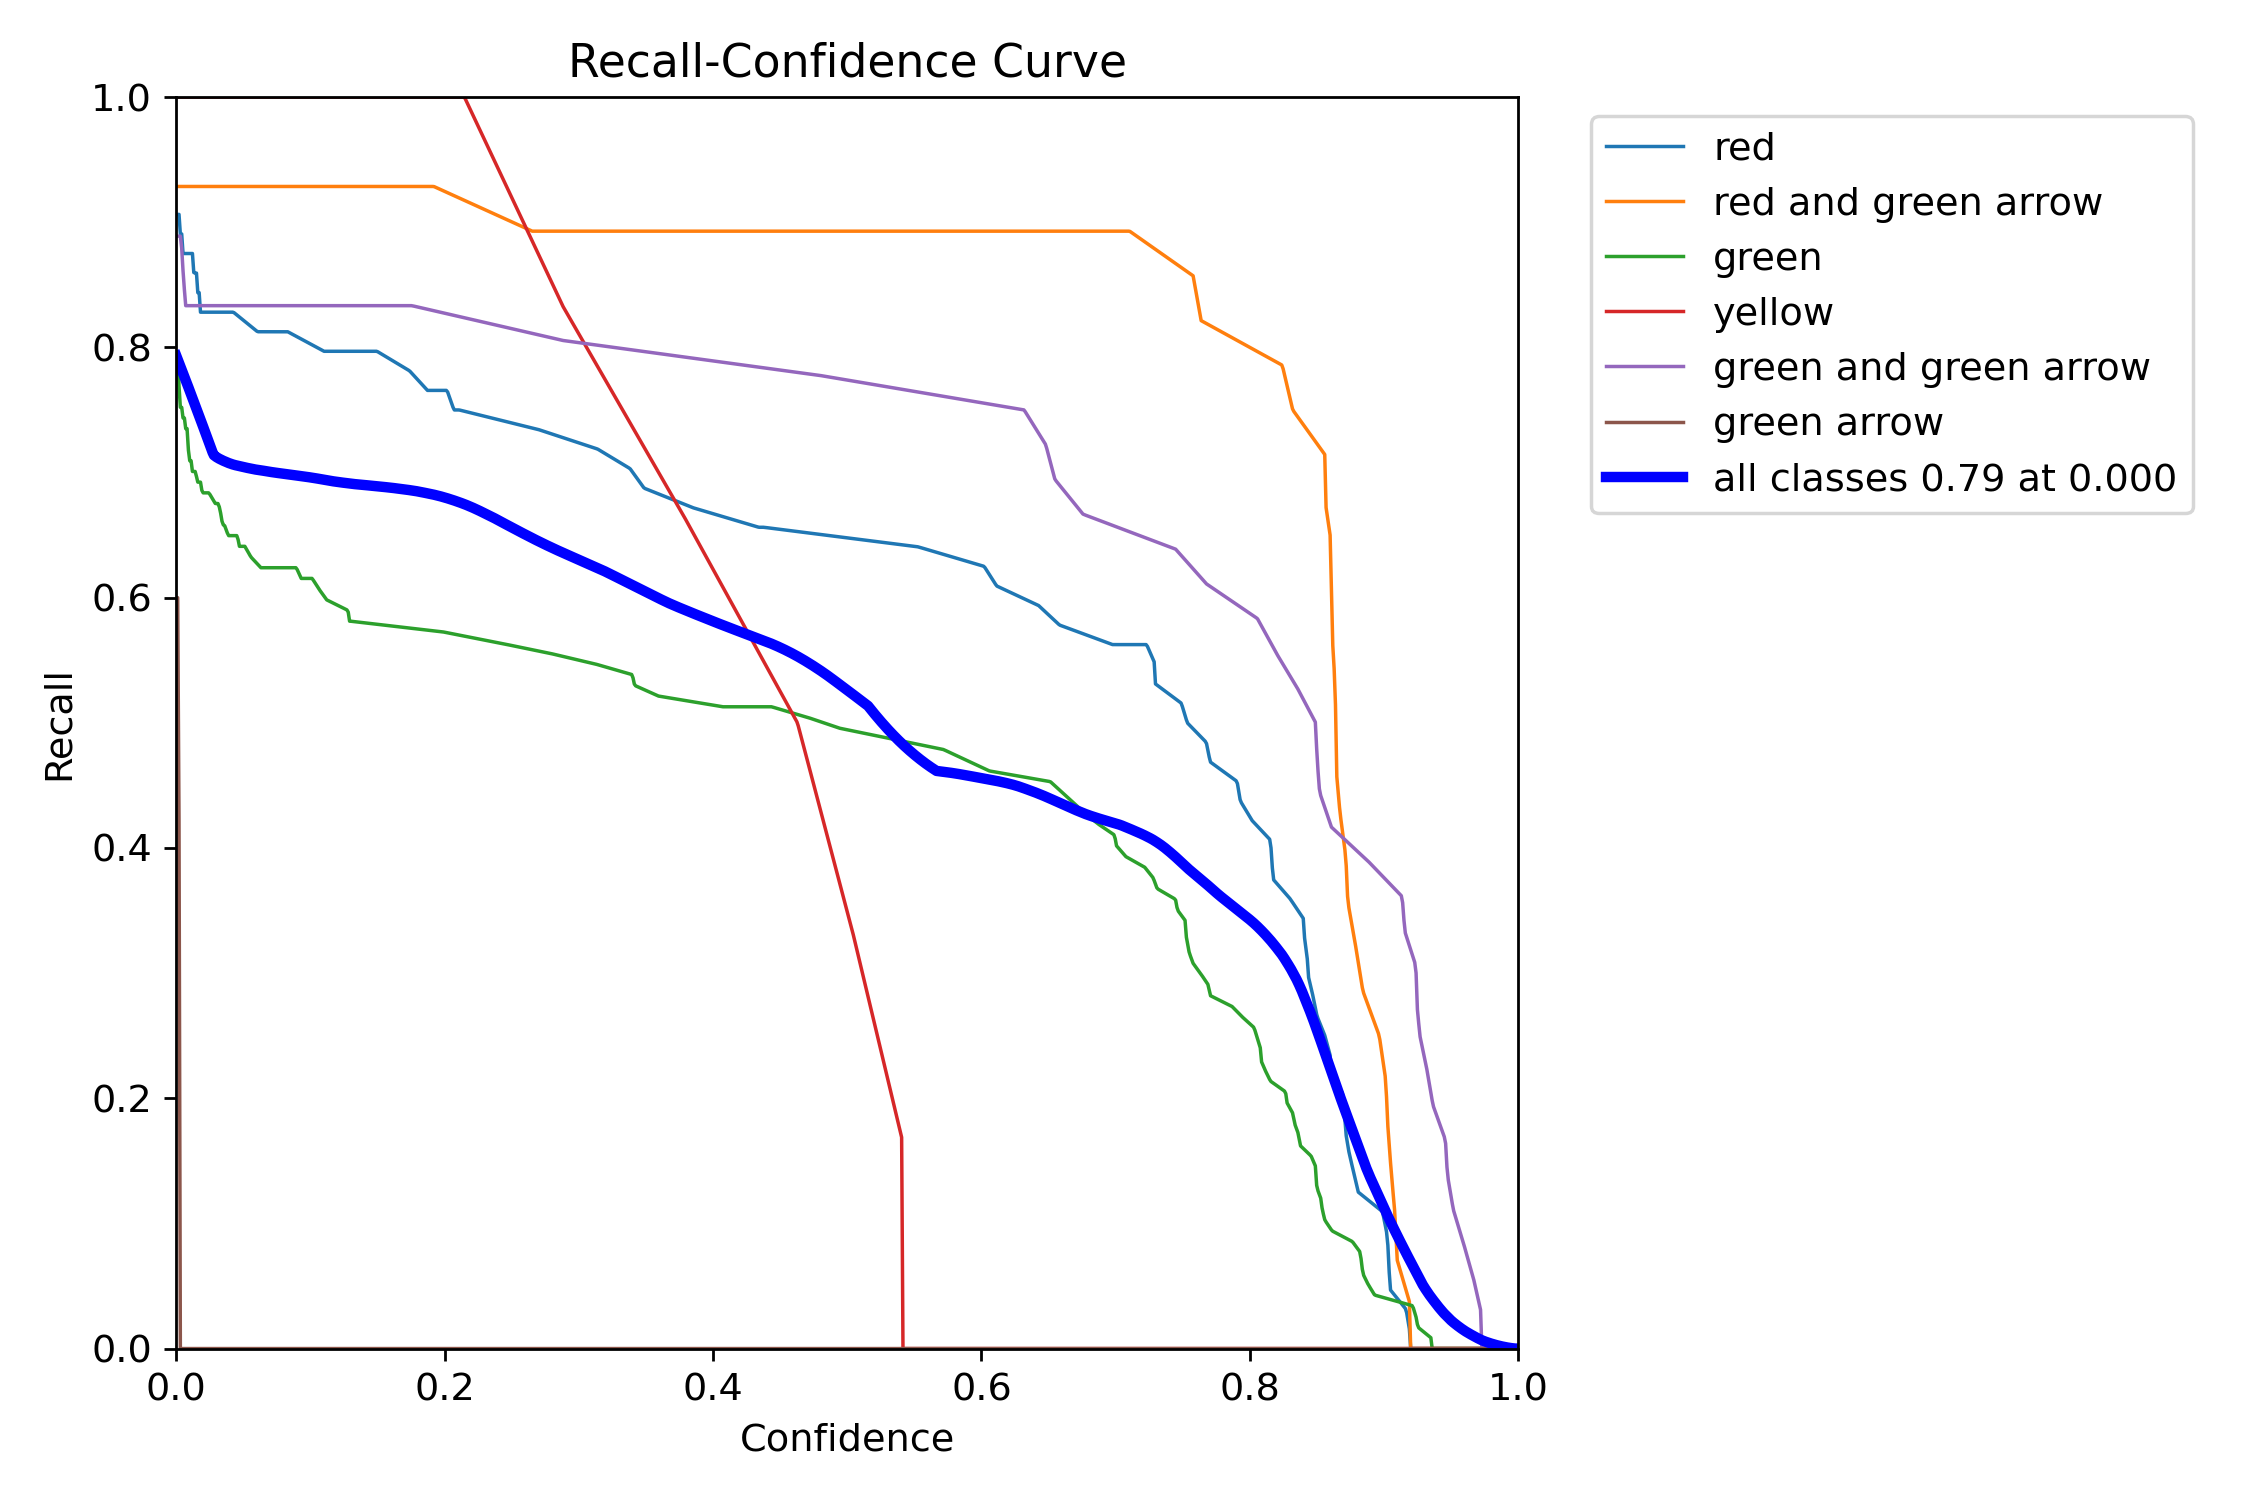 Recall-Confidence Curve
1.0
0.8
0.6
0.4
0.2
0.0
Recall
0.0 0.2 0.4 0.6 0.8 1.0
Confidence
red
red and green arrow
green
yellow
green and green arrow
green arrow
all classes 0.79 at 0.000